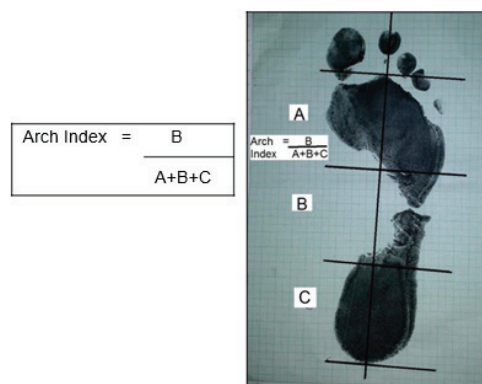 Arch Index = B
A+B+C
A
Arch = B
Index A+B+C
B
C